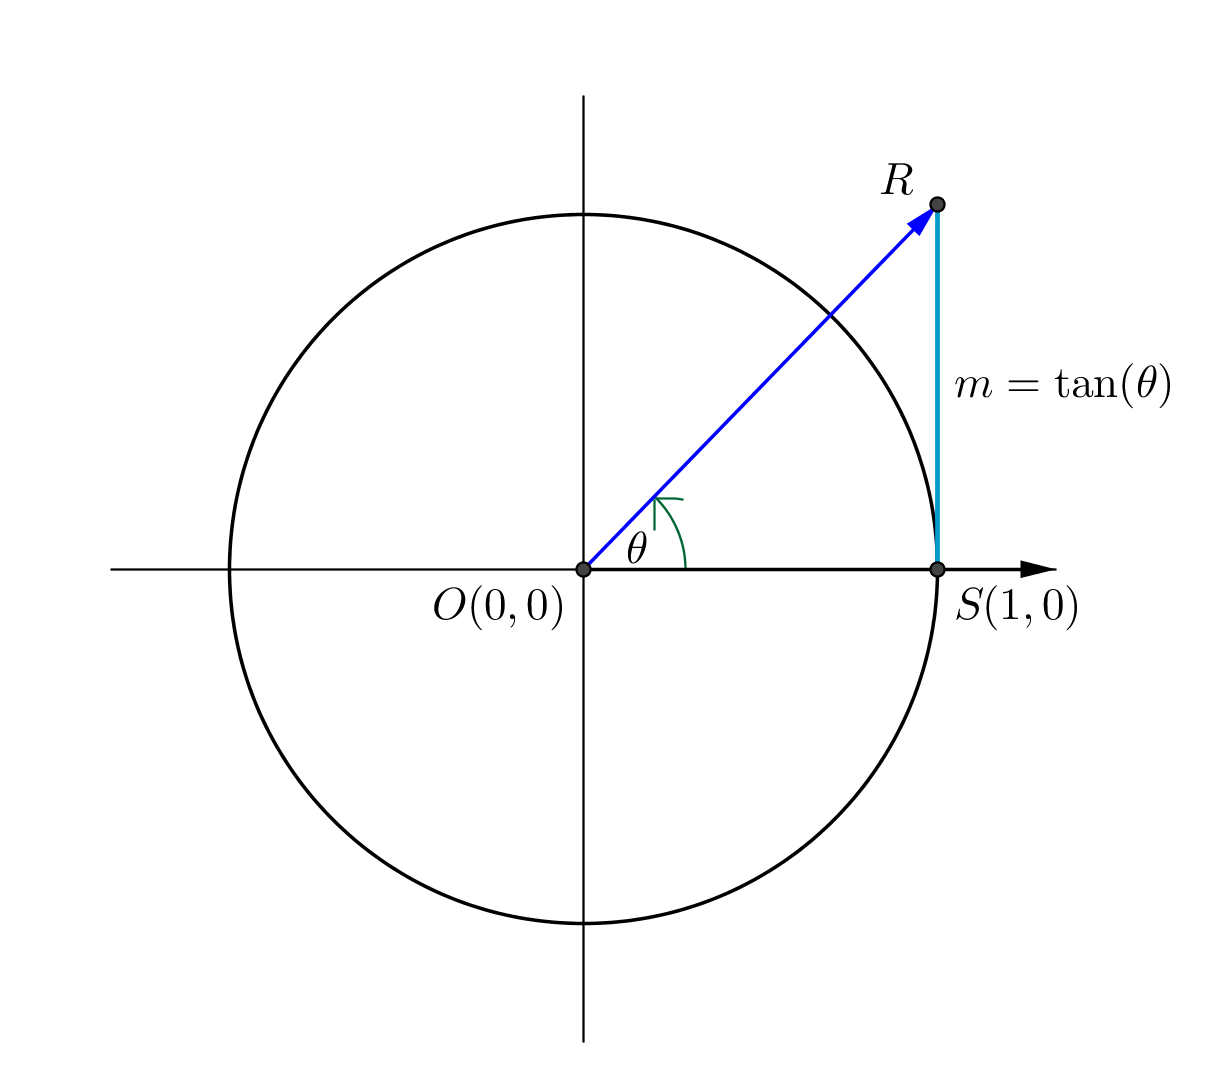 R
m = tan(θ)
θ
O(0, 0)
S(1, 0)